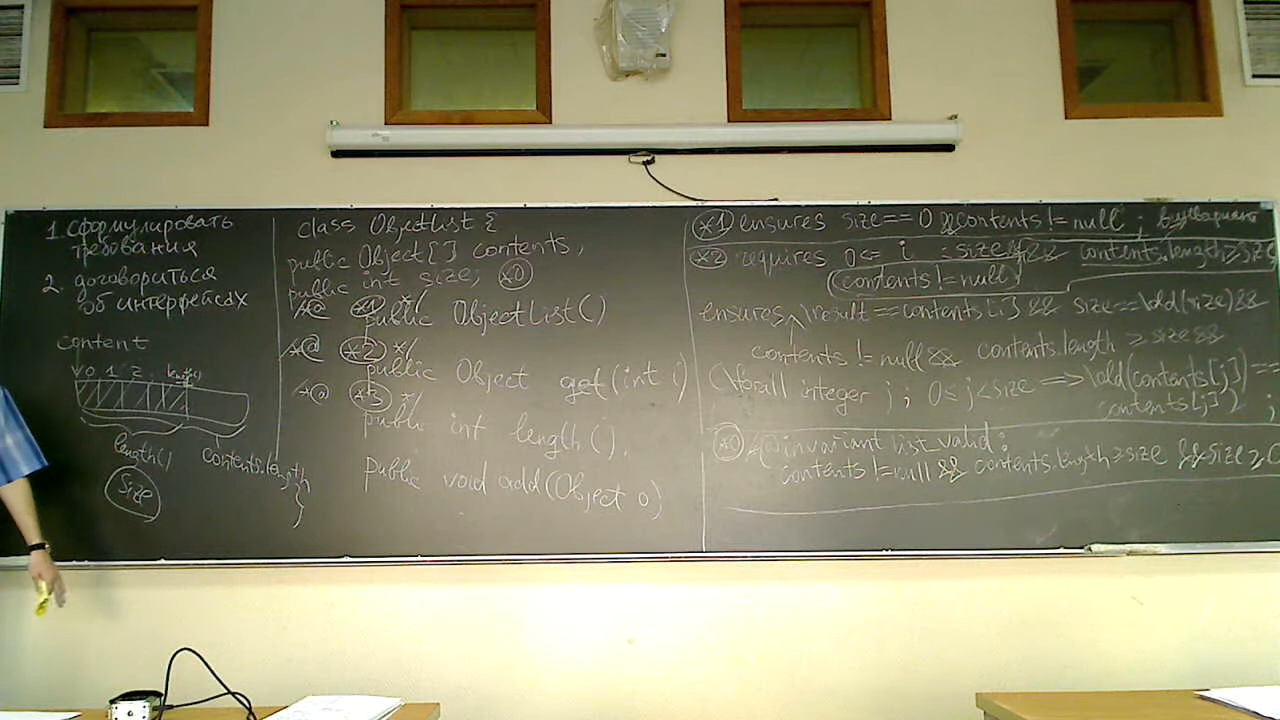 1. сформулировать
требования
2. договориться
об интерфейсах
content
0 1 2
length()
contents.length
size
class ObjectList {
public Object[] contents;
public int size; *0
*@ *1 */
public ObjectList()
*@ *2 */
public Object get(int i)
*@ *3 */
public int length();
public void add(Object o)
}
*1 ensures size==0 && contents != null ;
*2 requires 0<= i size && contents.length ≥ size
(contents != null)
ensures \result == contents[i] && size==\old(size) &&
contents != null && contents.length ≥ size &&
(\forall integer j ; 0≤j<size ==> \old(contents[j]) ==
contents[j]) ;
*0 /*@ invariant list_valid:
contents != null && contents.length ≥ size && size ≥ 0